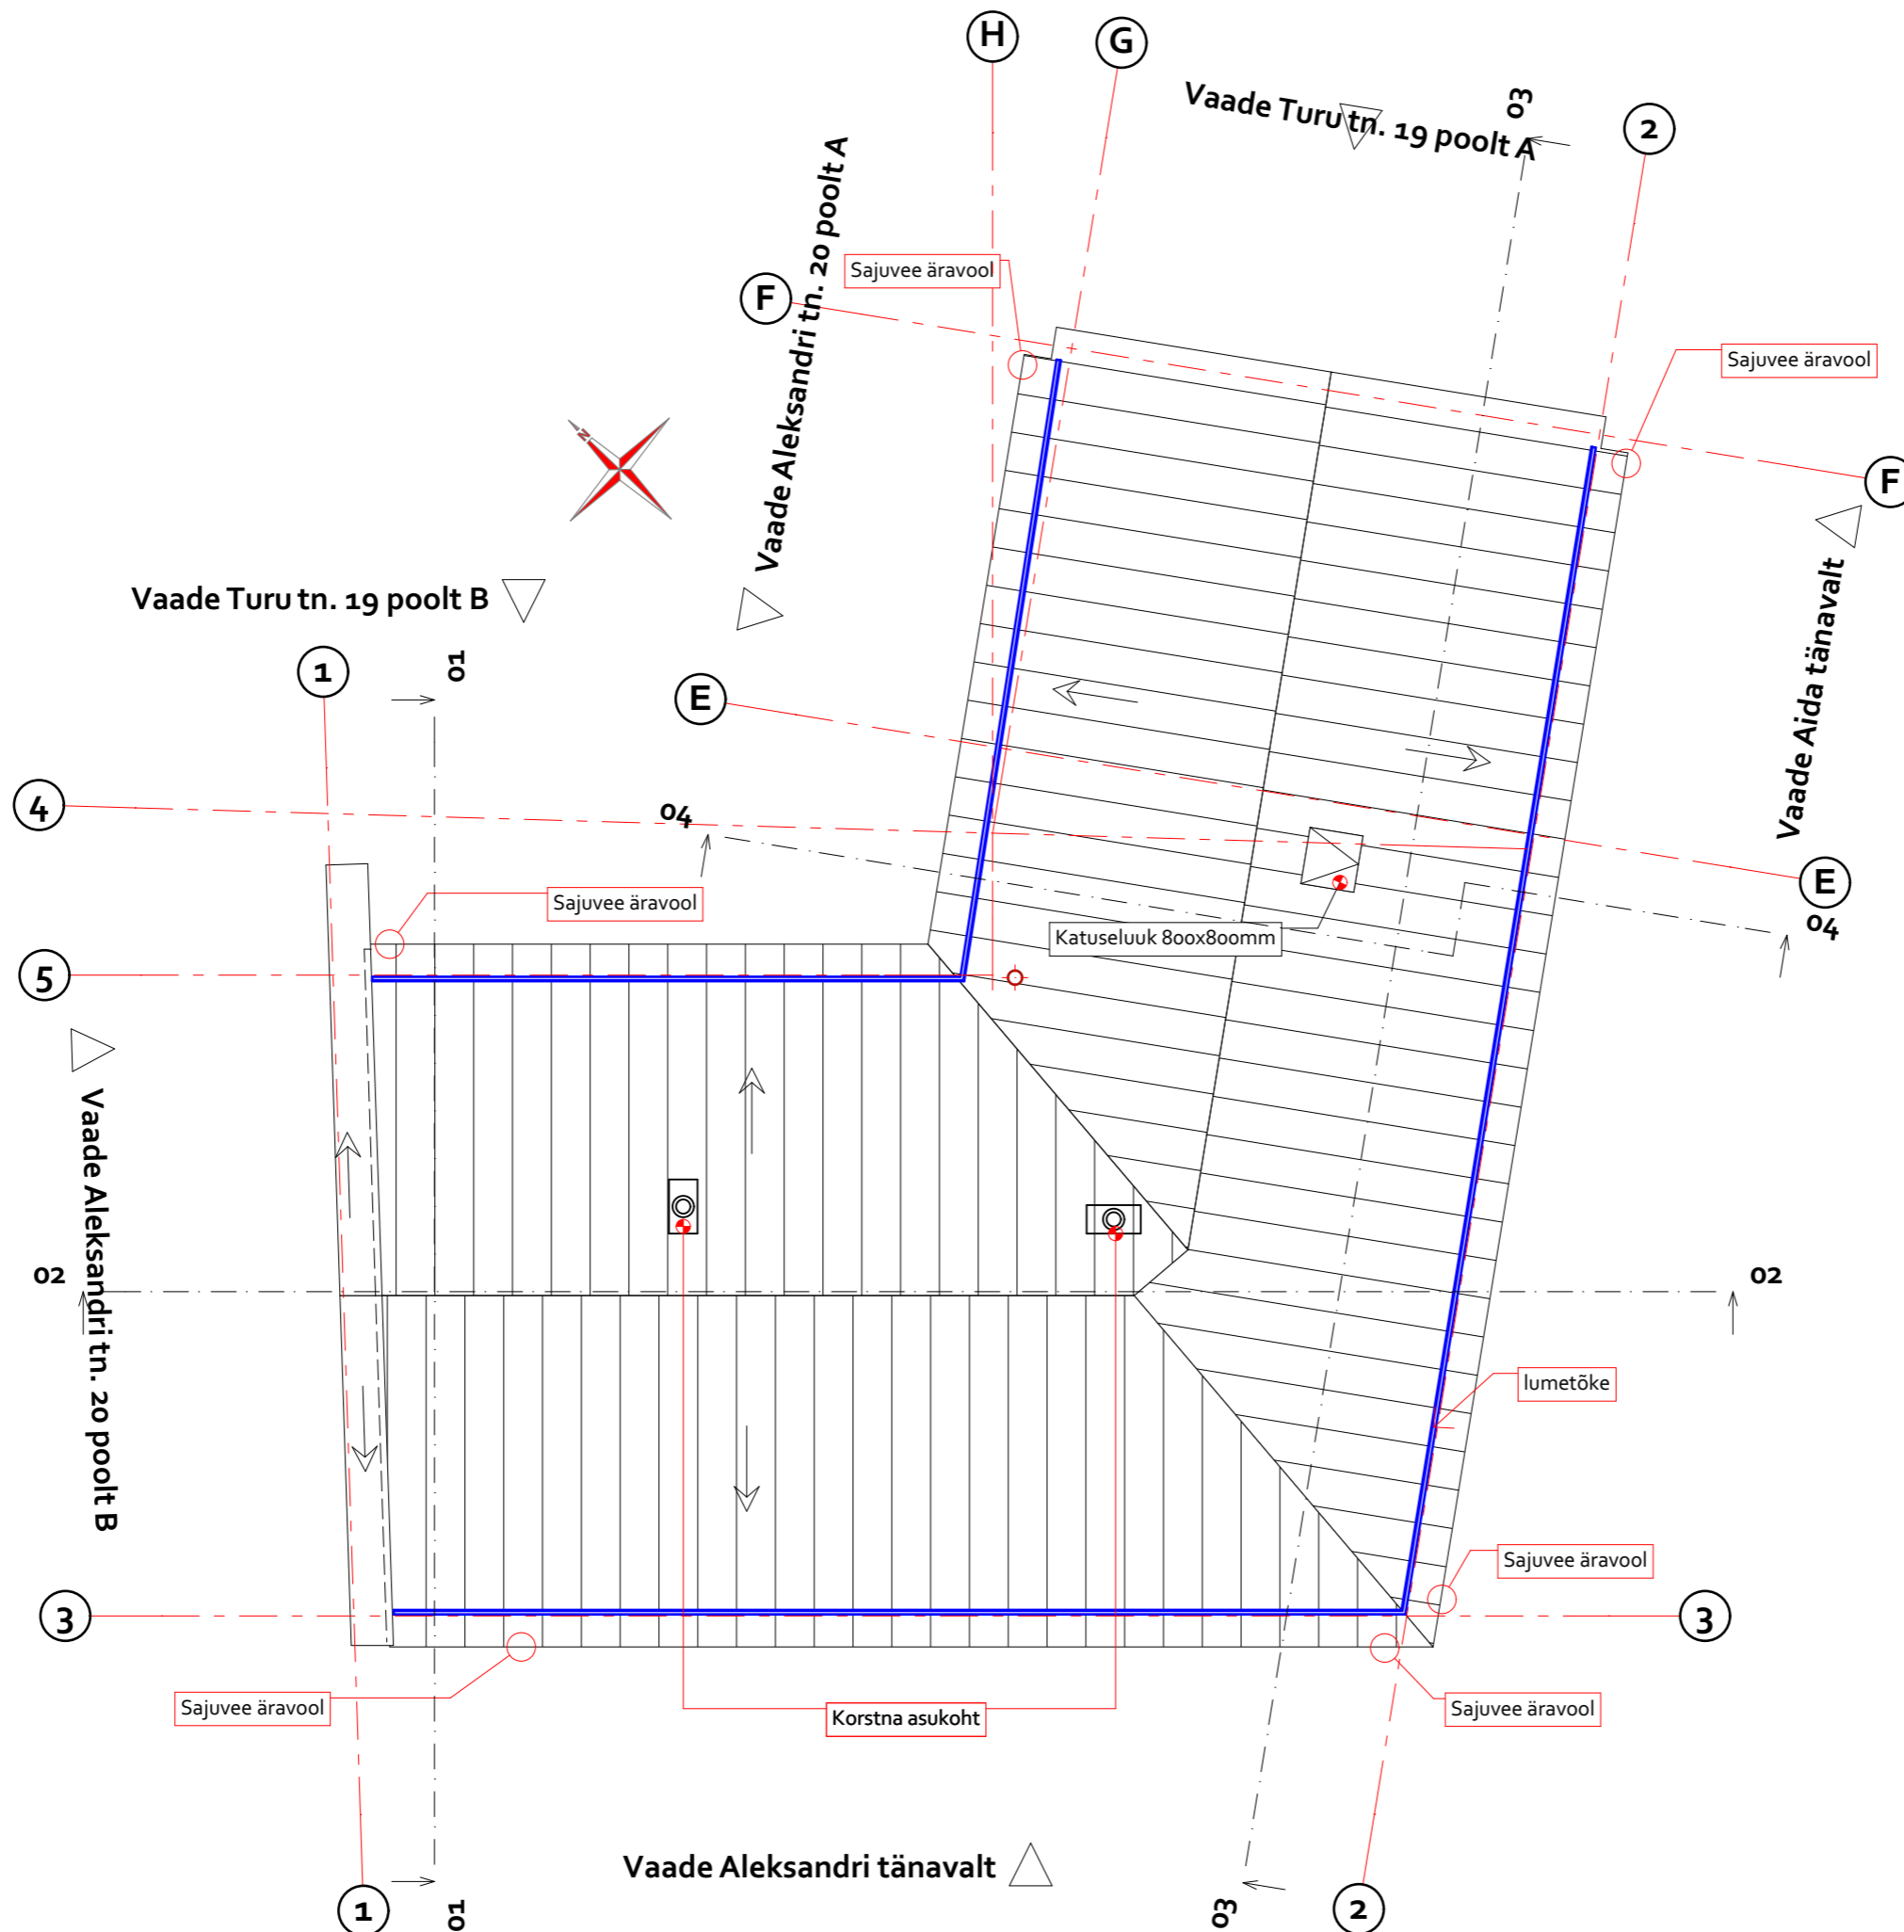 H
G
2
03
Vaade Turu tn. 19 poolt A
Vaade Aleksandri tn. 20 poolt A
Sajuvee äravool
F
Sajuvee äravool
N
F
Vaade Turu tn. 19 poolt B
1
01
E
Vaade Aida tänavalt
4
04
Sajuvee äravool
E
04
Katuseluuk 800x800mm
5
Vaade Aleksandri tn. 20 poolt B
02
02
lumetõke
Sajuvee äravool
3
3
Sajuvee äravool
Korstna asukoht
Sajuvee äravool
Vaade Aleksandri tänavalt
1
01
03
2